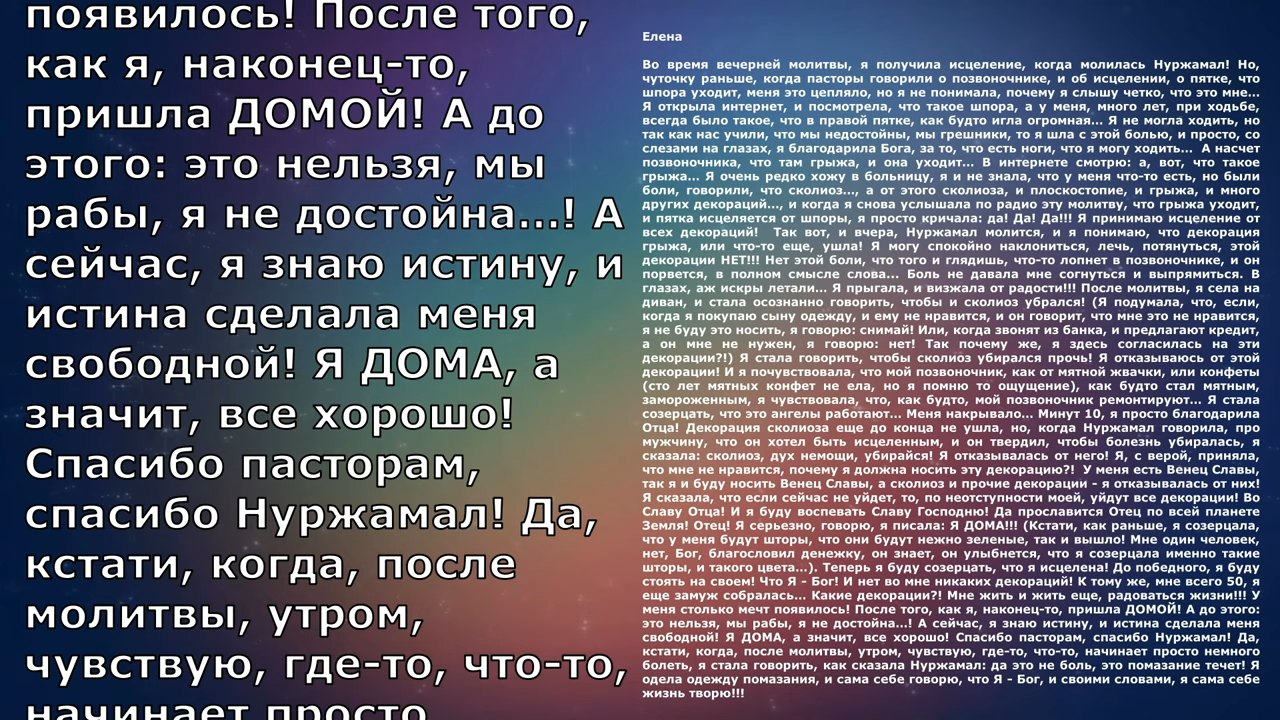 появилось! После того,
как я, наконец-то,
пришла ДОМОЙ! А до
этого: это нельзя, мы
рабы, я не достойна...! А
сейчас, я знаю истину, и
истина сделала меня
свободной! Я ДОМА, а
значит, все хорошо!
Спасибо пасторам,
спасибо Нуржамал! Да,
кстати, когда, после
молитвы, утром,
чувствую, где-то, что-то,
начинает просто
Елена
Во время вечерней молитвы, я получила исцеление, когда молилась Нуржамал! Но,
чуточку раньше, когда пасторы говорили о позвоночнике, и об исцелении, о пятке, что
шпора уходит, меня это цепляло, но я не понимала, почему я слышу четко, что это мне...
Я открыла интернет, и посмотрела, что такое шпора, а у меня, много лет, при ходьбе,
всегда было такое, что в правой пятке, как будто игла огромная... Я не могла ходить, но
так как нас учили, что мы недостойны, мы грешники, то я шла с этой болью, и просто, со
слезами на глазах, я благодарила Бога, за то, что есть ноги, что я могу ходить... А насчет
позвоночника, что там грыжа, и она уходит... В интернете смотрю: а, вот, что такое
грыжа... Я очень редко хожу в больницу, я и не знала, что у меня что-то есть, но были
боли, говорили, что сколиоз..., а от этого сколиоза, и плоскостопие, и грыжа, и много
других декораций..., и когда я снова услышала по радио эту молитву, что грыжа уходит,
и пятка исцеляется от шпоры, я просто кричала: да! Да! Да!!! Я принимаю исцеление от
всех декораций! Так вот, и вчера, Нуржамал молится, и я понимаю, что декорация
грыжа, или что-то еще, ушла! Я могу спокойно наклониться, лечь, потянуться, этой
декорации НЕТ!!! Нет этой боли, что того и глядишь, что-то лопнет в позвоночнике, и он
порвется, в полном смысле слова... Боль не давала мне согнуться и выпрямиться. В
глазах, аж искры летали... Я прыгала, и визжала от радости!!! После молитвы, я села на
диван, и стала осознанно говорить, чтобы и сколиоз убрался! (Я подумала, что, если,
когда я покупаю сыну одежду, и ему не нравится, и он говорит, что мне это не нравится,
я не буду это носить, я говорю: снимай! Или, когда звонят из банка, и предлагают кредит,
а он мне не нужен, я говорю: нет! Так почему же, я здесь согласилась на эти
декорации?!) Я стала говорить, чтобы сколиоз убирался прочь! Я отказываюсь от этой
декорации! И я почувствовала, что мой позвоночник, как от мятной жвачки, или конфеты
(сто лет мятных конфет не ела, но я помню то ощущение), как будто стал мятным,
замороженным, я чувствовала, что, как будто, мой позвоночник ремонтируют... Я стала
созерцать, что это ангелы работают... Меня накрывало... Минут 10, я просто благодарила
Отца! Декорация сколиоза еще до конца не ушла, но, когда Нуржамал говорила, про
мужчину, что он хотел быть исцеленным, и он твердил, чтобы болезнь убиралась, я
сказала: сколиоз, дух немощи, убирайся! Я отказывалась от него! Я, с верой, приняла,
что мне не нравится, почему я должна носить эту декорацию?! У меня есть Венец Славы,
так я и буду носить Венец Славы, а сколиоз и прочие декорации - я отказывалась от них!
Я сказала, что если сейчас не уйдет, то, по неотступности моей, уйдут все декорации! Во
Славу Отца! И я буду воспевать Славу Господню! Да прославится Отец по всей планете
Земля! Отец! Я серьезно, говорю, я писала: Я ДОМА!!! (Кстати, как раньше, я созерцала,
что у меня будут шторы, что они будут нежно зеленые, так и вышло! Мне один человек,
нет, Бог, благословил денежку, он знает, он улыбнется, что я созерцала именно такие
шторы, и такого цвета...). Теперь я буду созерцать, что я исцелена! До победного, я буду
стоять на своем! Что Я - Бог! И нет во мне никаких декораций! К тому же, мне всего 50, я
еще замуж собралась... Какие декорации?! Мне жить и жить еще, радоваться жизни!!! У
меня столько мечт появилось! После того, как я, наконец-то, пришла ДОМОЙ! А до этого:
это нельзя, мы рабы, я не достойна...! А сейчас, я знаю истину, и истина сделала меня
свободной! Я ДОМА, а значит, все хорошо! Спасибо пасторам, спасибо Нуржамал! Да,
кстати, когда, после молитвы, утром, чувствую, где-то, что-то, начинает просто немного
болеть, я стала говорить, как сказала Нуржамал: да это не боль, это помазание течет! Я
одела одежду помазания, и сама себе говорю, что Я - Бог, и своими словами, я сама себе
жизнь творю!!!